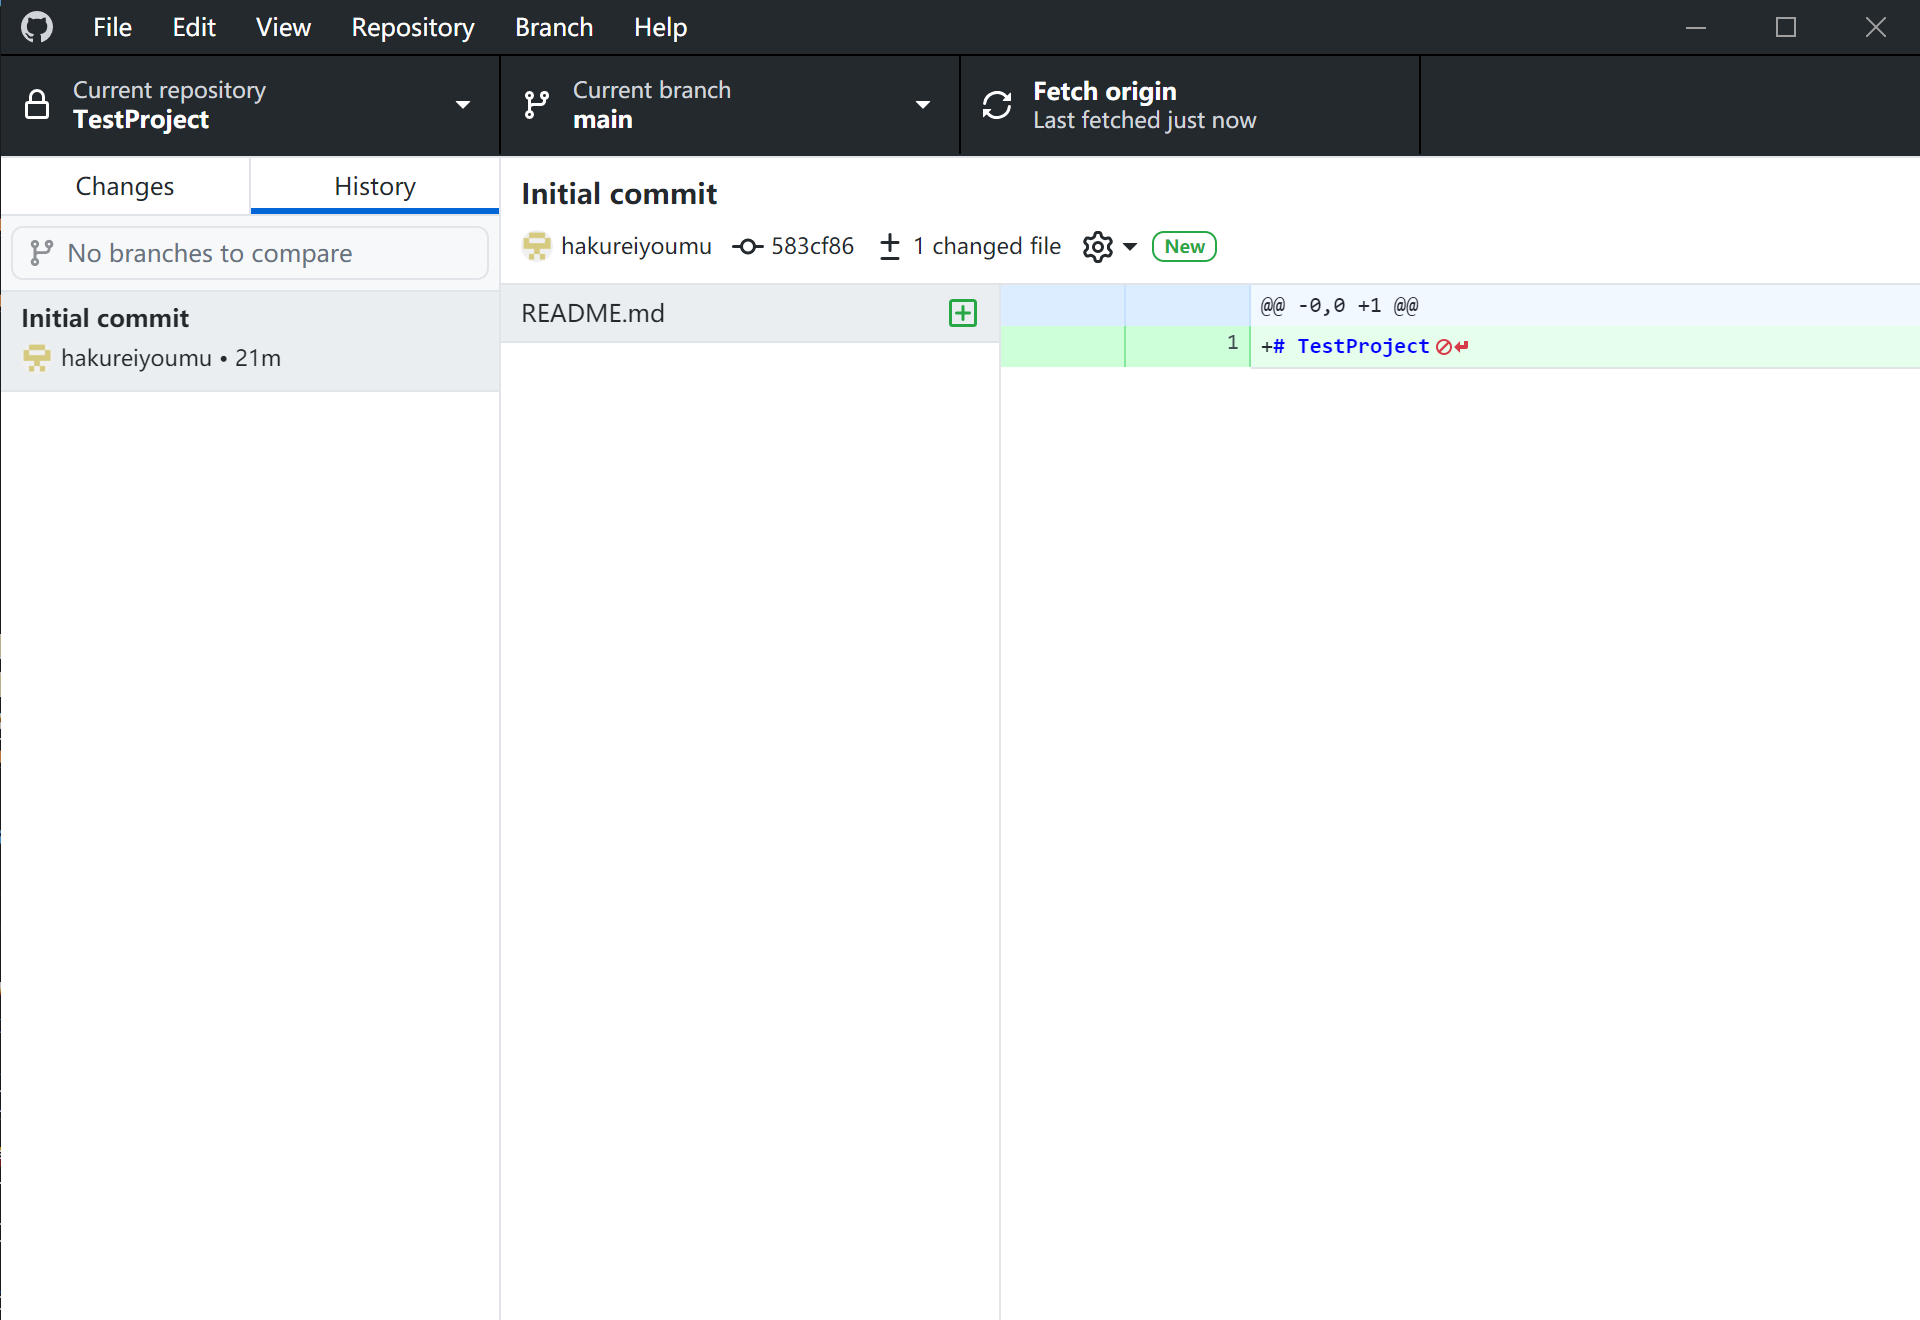 File Edit View Repository Branch Help
Current repository
TestProject
Current branch
main
Fetch origin
Last fetched just now
Changes
History
No branches to compare
Initial commit
hakureiyoumu • 21m
Initial commit
hakureiyoumu 583cf86 1 changed file New
README.md
@@ -0,0 +1 @@
1 +# TestProject